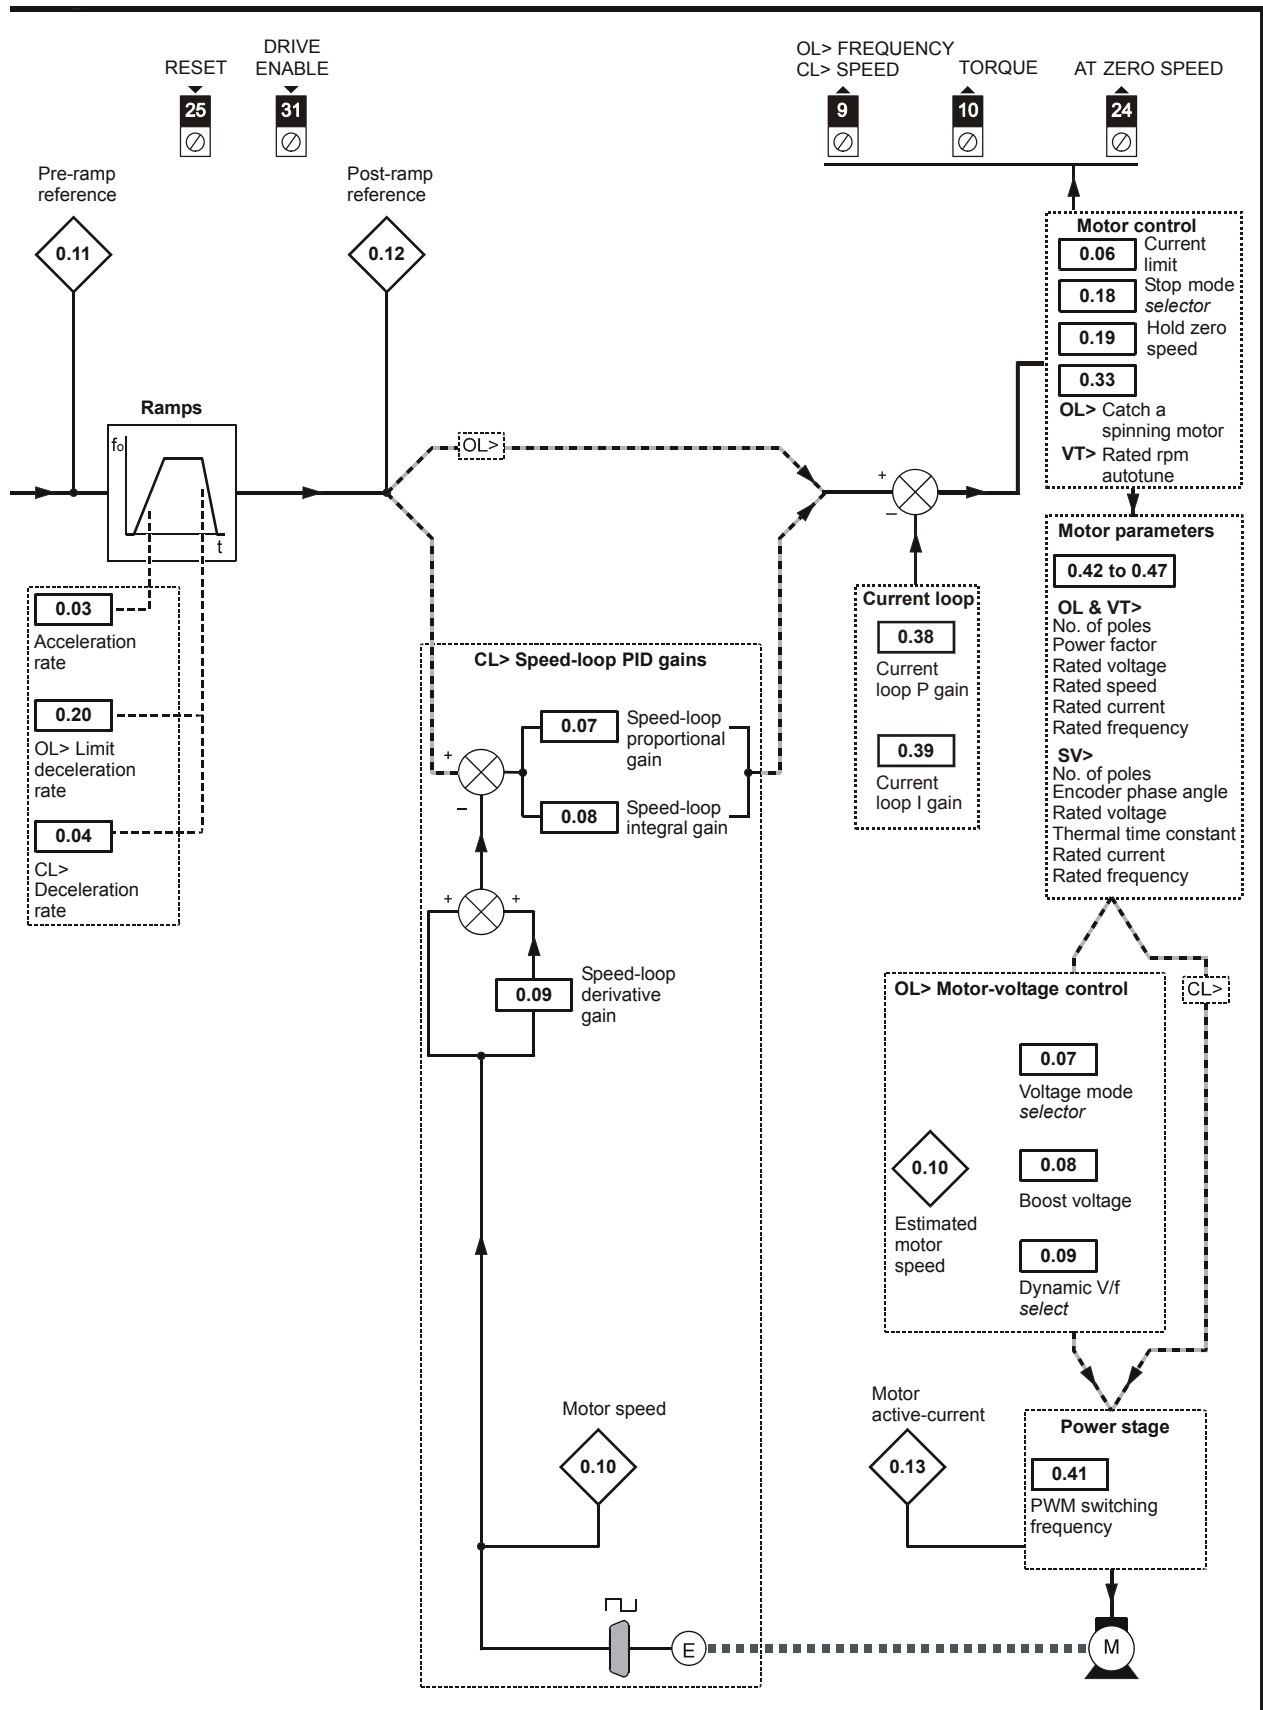 RESET
DRIVE
ENABLE
OL> FREQUENCY
CL> SPEED
TORQUE
AT ZERO SPEED
25
31
9
10
24
Pre-ramp
reference
Post-ramp
reference
0.11
0.12
Motor control
0.06
Current
limit
0.18
Stop mode
selector
0.19
Hold zero
speed
0.33
OL> Catch a
spinning motor
VT> Rated rpm
autotune
Ramps
fo
t
OL>
+
–
0.03
Acceleration
rate
0.20
OL> Limit
deceleration
rate
0.04
CL>
Deceleration
rate
Motor parameters
0.42 to 0.47
OL & VT>
No. of poles
Power factor
Rated voltage
Rated speed
Rated current
Rated frequency
SV>
No. of poles
Encoder phase angle
Rated voltage
Thermal time constant
Rated current
Rated frequency
Current loop
0.38
Current
loop P gain
0.39
Current
loop I gain
CL> Speed-loop PID gains
0.07
Speed-loop
proportional
gain
+
–
0.08
Speed-loop
integral gain
+
+
0.09
Speed-loop
derivative
gain
OL> Motor-voltage control
CL>
0.07
Voltage mode
selector
0.10
Estimated
motor
speed
0.08
Boost voltage
0.09
Dynamic V/f
select
Motor speed
0.10
Motor
active-current
0.13
Power stage
0.41
PWM switching
frequency
E
M